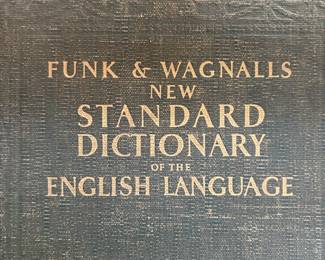 FUNK & WAGNALLS
NEW
STANDARD
DICTIONARY
OF THE
ENGLISH LANGUAGE